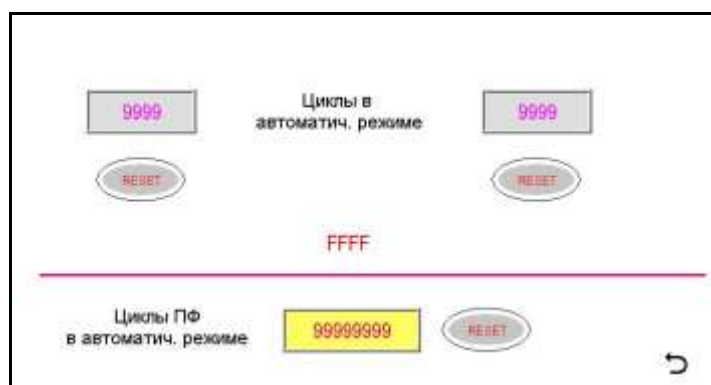 9999
Циклы в
автоматич. режиме
9999
RESET
RESET
FFFF
Циклы ПФ
в автоматич. режиме
99999999
RESET